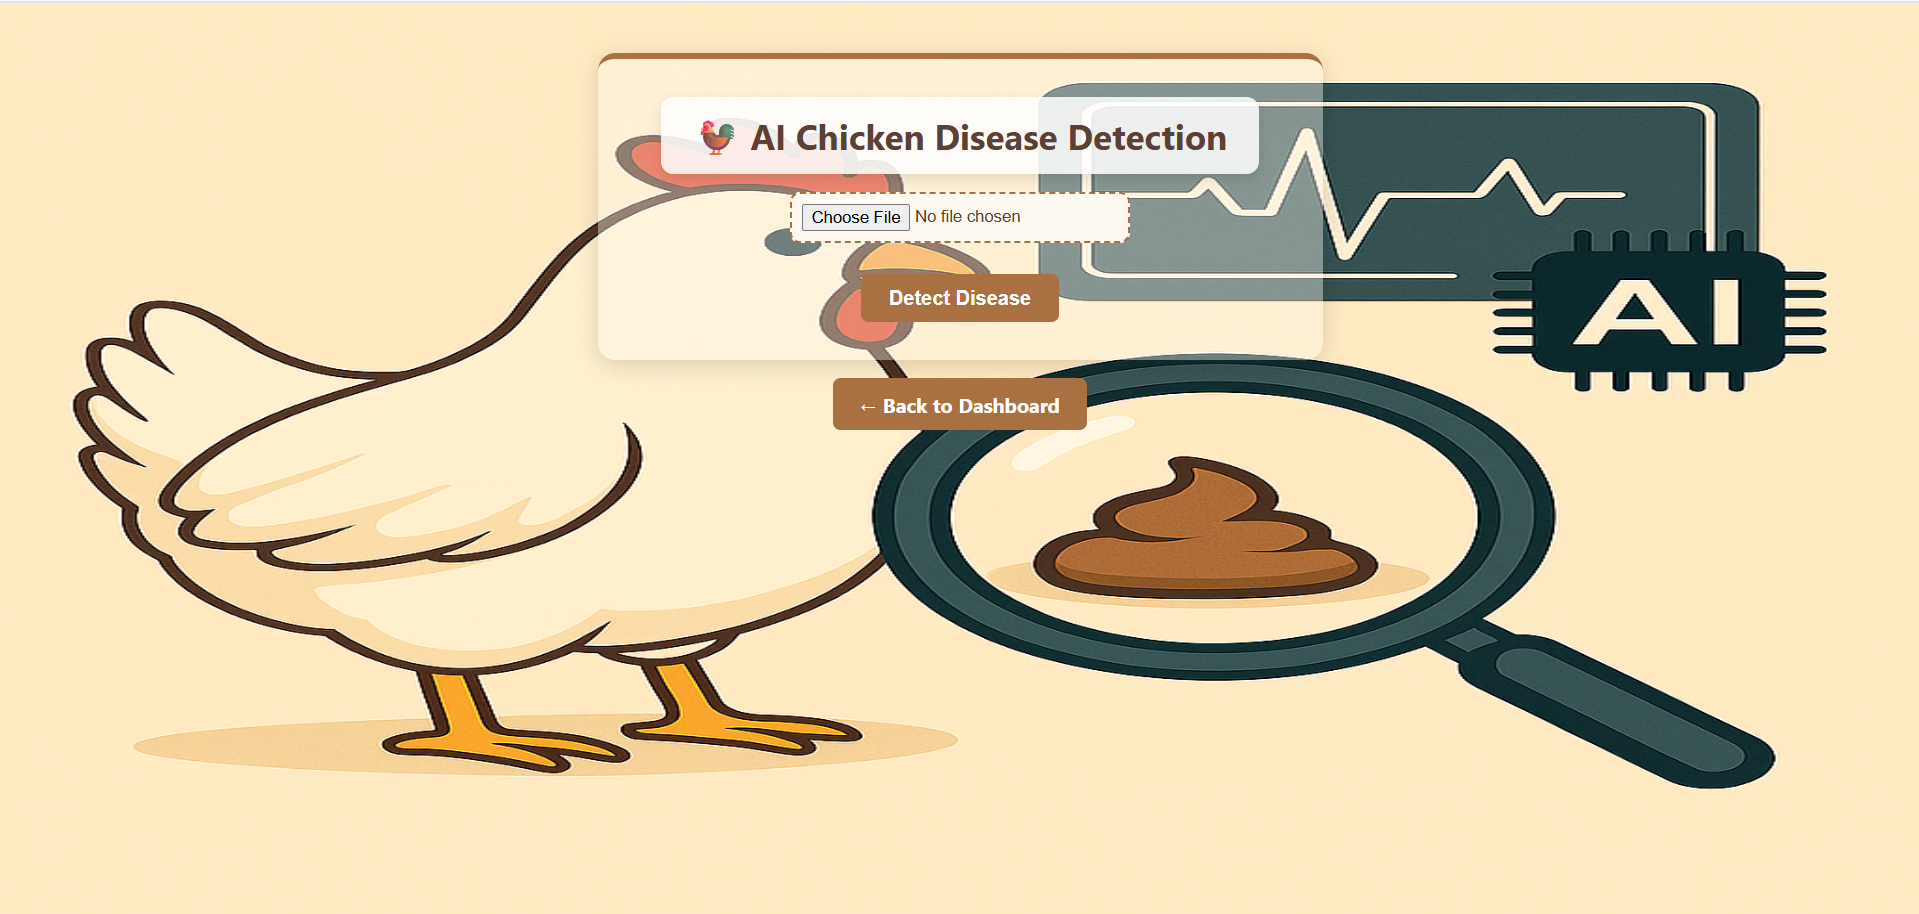 🐓 AI Chicken Disease Detection
Choose File No file chosen
Detect Disease
AI
← Back to Dashboard